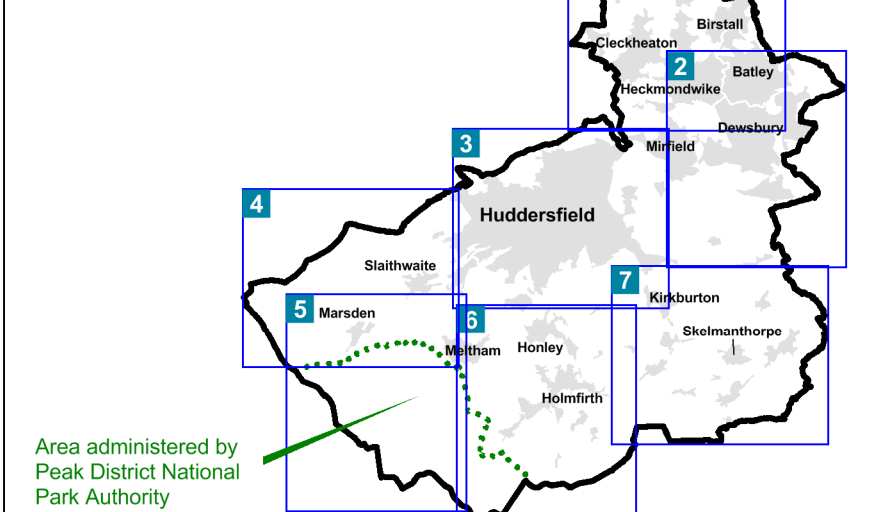 Birstall
Cleckheaton
2
Batley
Heckmondwike
Dewsbury
3
Mirfield
4
Huddersfield
Slaithwaite
7
Kirkburton
5
Marsden
6
Skelmanthorpe
Meltham
Honley
Holmfirth
Area administered by
Peak District National
Park Authority